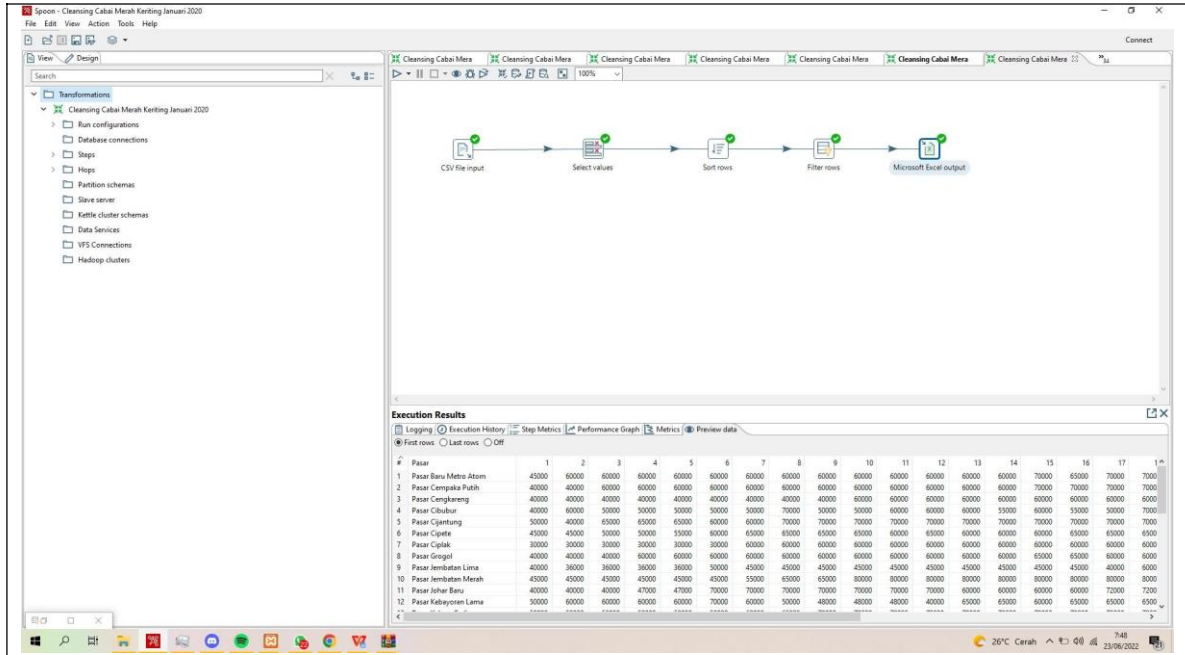 Spoon - Cleansing Cabai Merah Keriting Januari 2020
File Edit View Action Tools Help
Connect
View Design
Search
Transformations
Cleansing Cabai Merah Keriting Januari 2020
Run configurations
Database connections
Steps
Hops
Partition schemas
Slave server
Kettle cluster schemas
Data Services
VFS Connections
Hadoop clusters
Cleansing Cabai Mera Cleansing Cabai Mera Cleansing Cabai Mera Cleansing Cabai Mera Cleansing Cabai Mera Cleansing Cabai Mera Cleansing Cabai Mera
100%
CSV file input Select values Sort rows Filter rows Microsoft Excel output
Execution Results
Logging Execution History Step Metrics Performance Graph Metrics Preview data
First rows Last rows Off
# Pasar 1 2 3 4 5 6 7 8 9 10 11 12 13 14 15 16 17
1 Pasar Baru Metro Atom 45000 60000 60000 60000 60000 60000 60000 60000 60000 60000 60000 60000 60000 60000 70000 65000 70000 7000
2 Pasar Cempaka Putih 40000 40000 60000 60000 60000 60000 60000 60000 60000 60000 60000 60000 60000 60000 70000 70000 70000 7000
3 Pasar Cengkareng 40000 40000 40000 40000 40000 40000 40000 40000 40000 60000 60000 60000 60000 60000 60000 60000 60000 6000
4 Pasar Cibubur 40000 60000 50000 50000 50000 50000 50000 70000 50000 50000 60000 60000 60000 55000 60000 55000 50000 7000
5 Pasar Cijantung 50000 40000 65000 65000 65000 60000 60000 70000 70000 70000 70000 70000 70000 70000 70000 70000 70000 7000
6 Pasar Cipete 45000 45000 50000 50000 55000 60000 65000 65000 65000 65000 60000 60000 60000 65000 65000 65000 65000 6500
7 Pasar Ciplak 30000 30000 30000 30000 30000 30000 60000 60000 60000 60000 60000 60000 60000 60000 60000 60000 60000 6000
8 Pasar Grogol 40000 40000 40000 60000 60000 60000 60000 60000 60000 60000 60000 60000 60000 60000 65000 65000 60000 6000
9 Pasar Jembatan Lima 40000 36000 36000 36000 36000 50000 45000 45000 45000 45000 45000 45000 45000 45000 45000 45000 40000 6000
10 Pasar Jembatan Merah 45000 45000 45000 45000 45000 45000 55000 65000 65000 80000 80000 80000 80000 80000 80000 80000 80000 8000
11 Pasar Johar Baru 40000 40000 40000 47000 47000 70000 70000 70000 70000 70000 70000 70000 60000 60000 60000 60000 72000 7200
12 Pasar Kebayoran Lama 50000 60000 60000 60000 60000 70000 60000 50000 48000 48000 48000 40000 65000 65000 60000 65000 65000 6500
26°C Cerah
7:48
23/06/2022